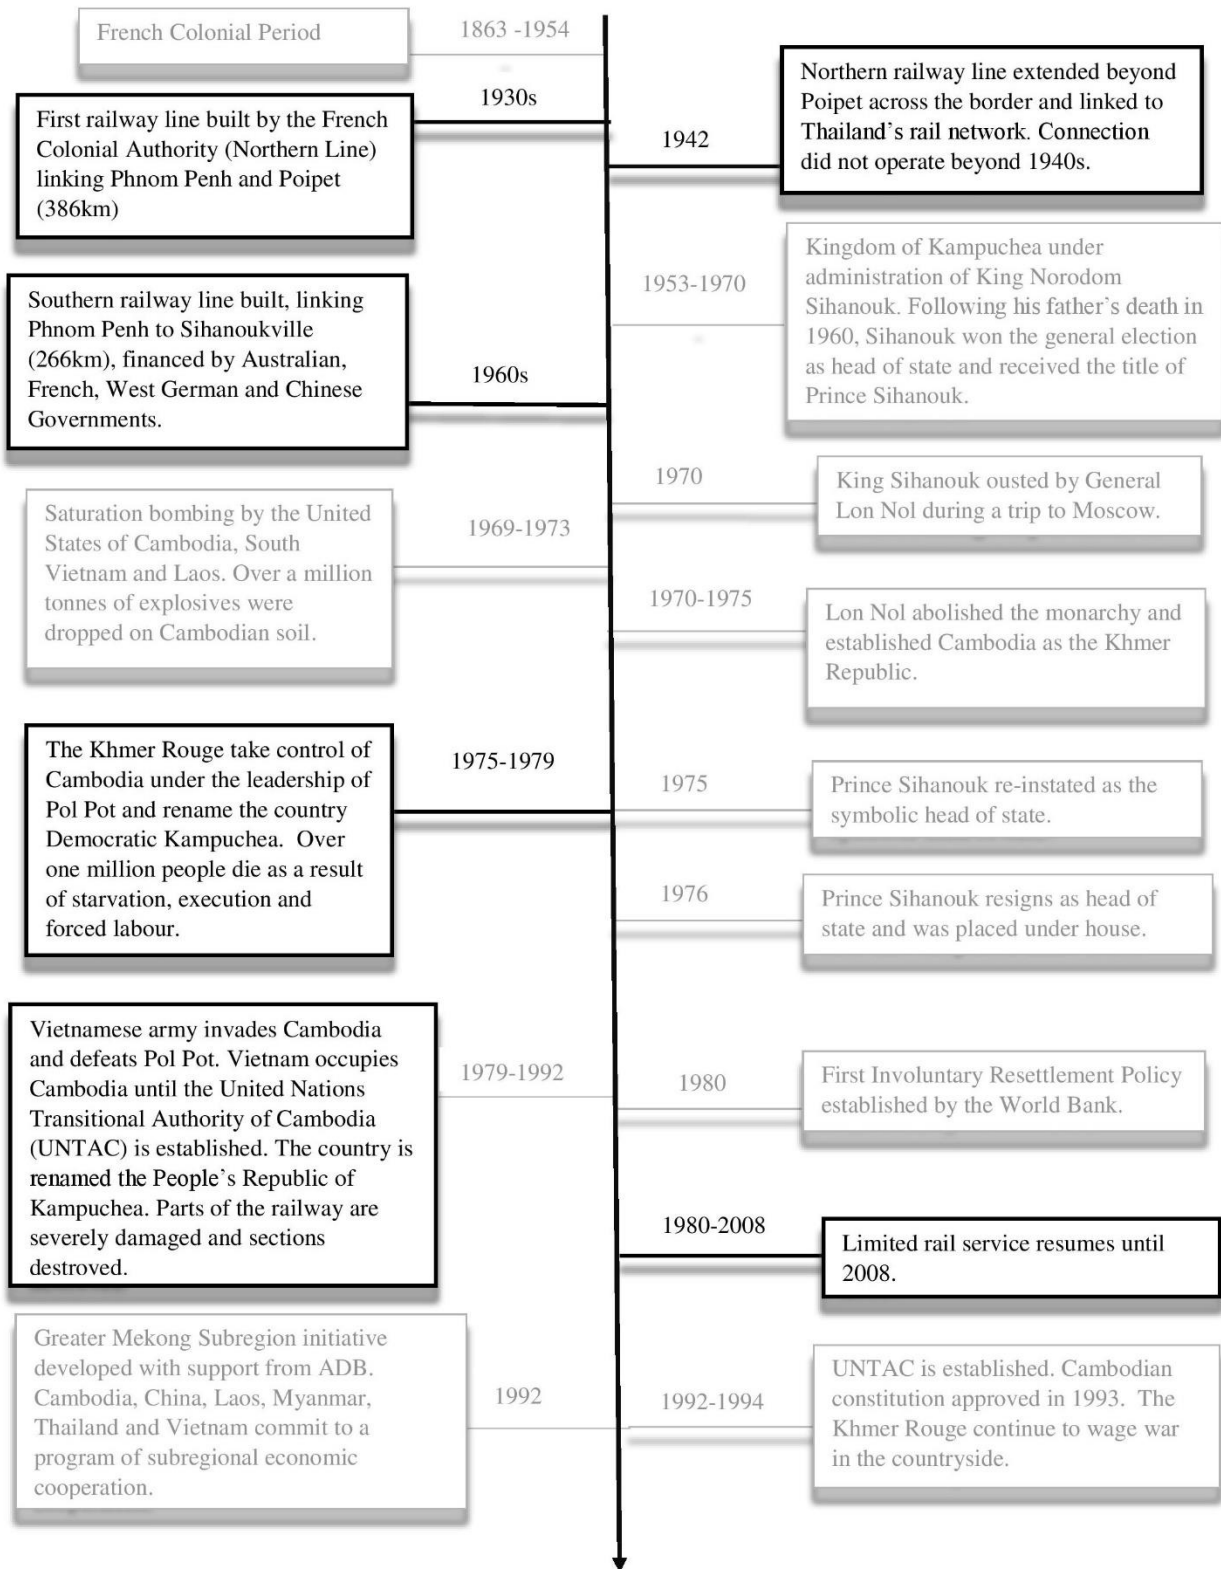 French Colonial Period
1863 -1954
1930s
First railway line built by the French
Colonial Authority (Northern Line)
linking Phnom Penh and Poipet
(386km)
Northern railway line extended beyond
Poipet across the border and linked to
Thailand’s rail network. Connection
did not operate beyond 1940s.
1942
Kingdom of Kampuchea under
administration of King Norodom
Sihanouk. Following his father’s death in
1960, Sihanouk won the general election
as head of state and received the title of
Prince Sihanouk.
1953-1970
Southern railway line built, linking
Phnom Penh to Sihanoukville
(266km), financed by Australian,
French, West German and Chinese
Governments.
1960s
1970
King Sihanouk ousted by General
Lon Nol during a trip to Moscow.
Saturation bombing by the United
States of Cambodia, South
Vietnam and Laos. Over a million
tonnes of explosives were
dropped on Cambodian soil.
1969-1973
1970-1975
Lon Nol abolished the monarchy and
established Cambodia as the Khmer
Republic.
The Khmer Rouge take control of
Cambodia under the leadership of
Pol Pot and rename the country
Democratic Kampuchea.  Over
one million people die as a result
of starvation, execution and
forced labour.
1975-1979
1975
Prince Sihanouk re-instated as the
symbolic head of state.
1976
Prince Sihanouk resigns as head of
state and was placed under house.
Vietnamese army invades Cambodia
and defeats Pol Pot. Vietnam occupies
Cambodia until the United Nations
Transitional Authority of Cambodia
(UNTAC) is established. The country is
renamed the People’s Republic of
Kampuchea. Parts of the railway are
severely damaged and sections
destroyed.
1979-1992
1980
First Involuntary Resettlement Policy
established by the World Bank.
1980-2008
Limited rail service resumes until
2008.
Greater Mekong Subregion initiative
developed with support from ADB.
Cambodia, China, Laos, Myanmar,
Thailand and Vietnam commit to a
program of subregional economic
cooperation.
1992
1992-1994
UNTAC is established. Cambodian
constitution approved in 1993.  The
Khmer Rouge continue to wage war
in the countryside.